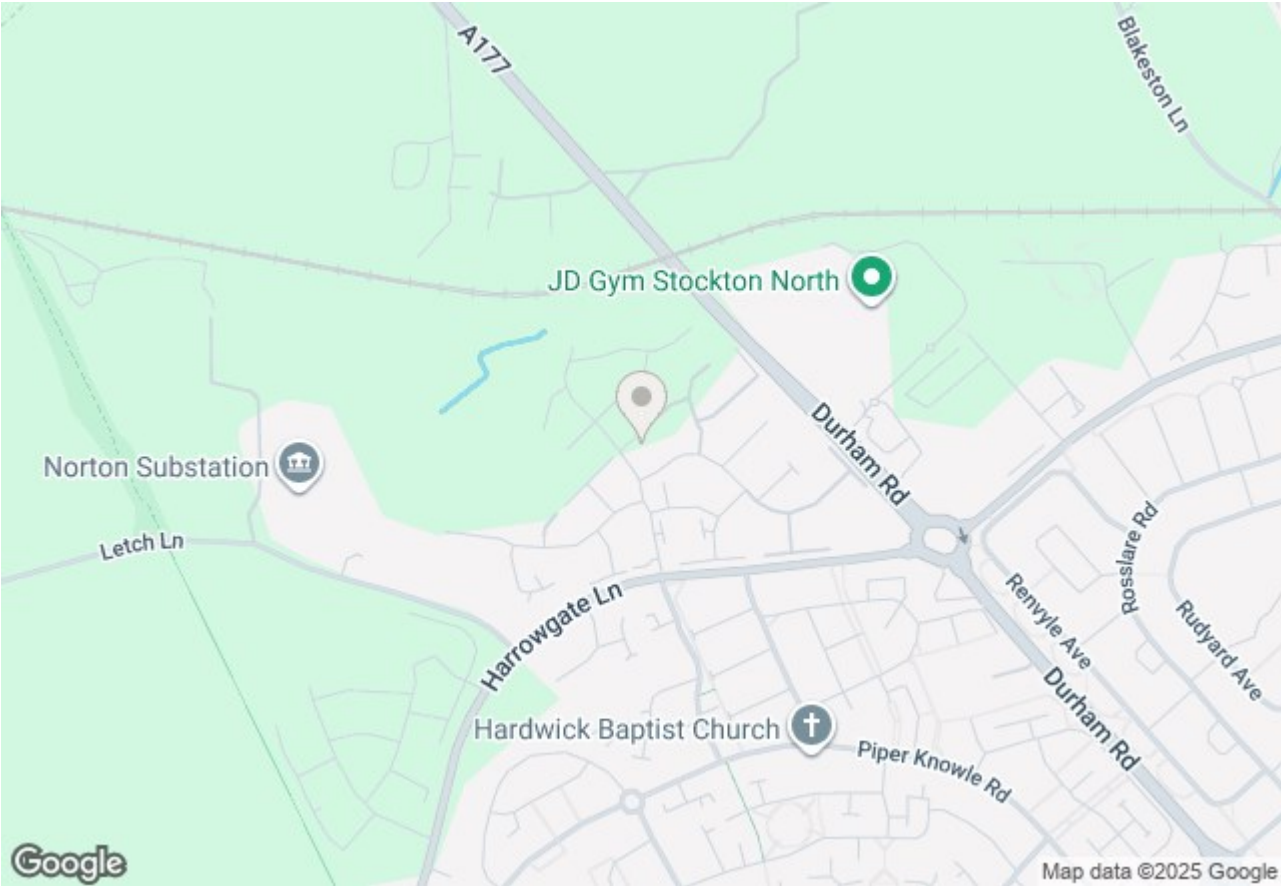 A177
Blakeston Ln
JD Gym Stockton North
Durham Rd
Norton Substation
Letch Ln
Rosslare Rd
Harrowgate Ln
Renvyle Ave
Rudyard Ave
Durham Rd
Hardwick Baptist Church
Piper Knowle Rd
Google
Map data ©2025 Google